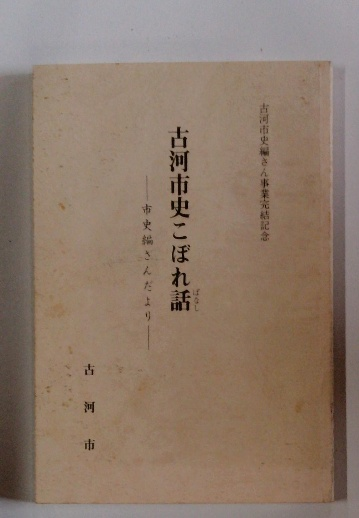 古河市史編さん事業完結記念
古河市史こぼれ話
ばなし
――市史編さんだより――
古河市